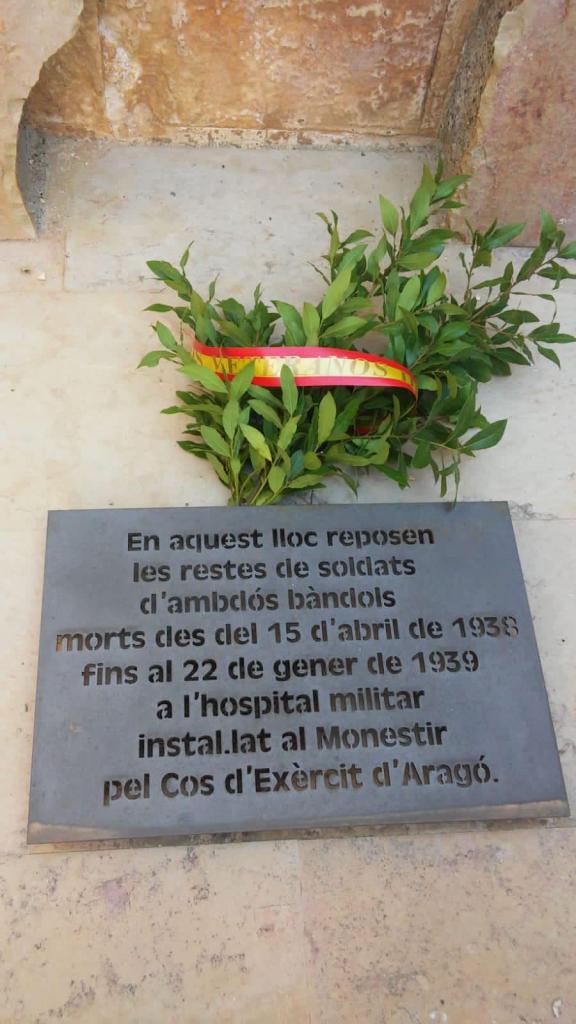 VETERANOS
En aquest lloc reposen
les restes de soldats
d'ambdós bàndols
morts des del 15 d'abril de 1938
fins al 22 de gener de 1939
a l'hospital militar
instal.lat al Monestir
pel Cos d'Exèrcit d'Aragó.